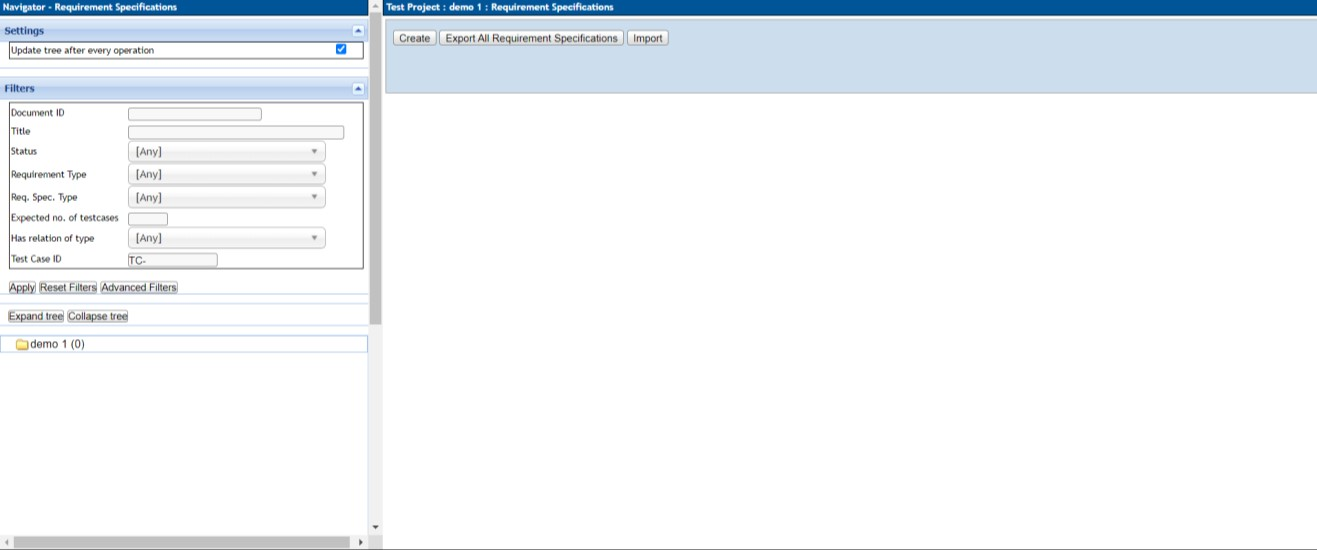 Navigator - Requirement Specifications
Settings
Update tree after every operation
Filters
Document ID
Title
Status [Any]
Requirement Type [Any]
Req. Spec. Type [Any]
Expected no. of testcases
Has relation of type [Any]
Test Case ID TC-
Apply Reset Filters Advanced Filters
Expand tree Collapse tree
demo 1 (0)
Test Project : demo 1 : Requirement Specifications
Create Export All Requirement Specifications Import